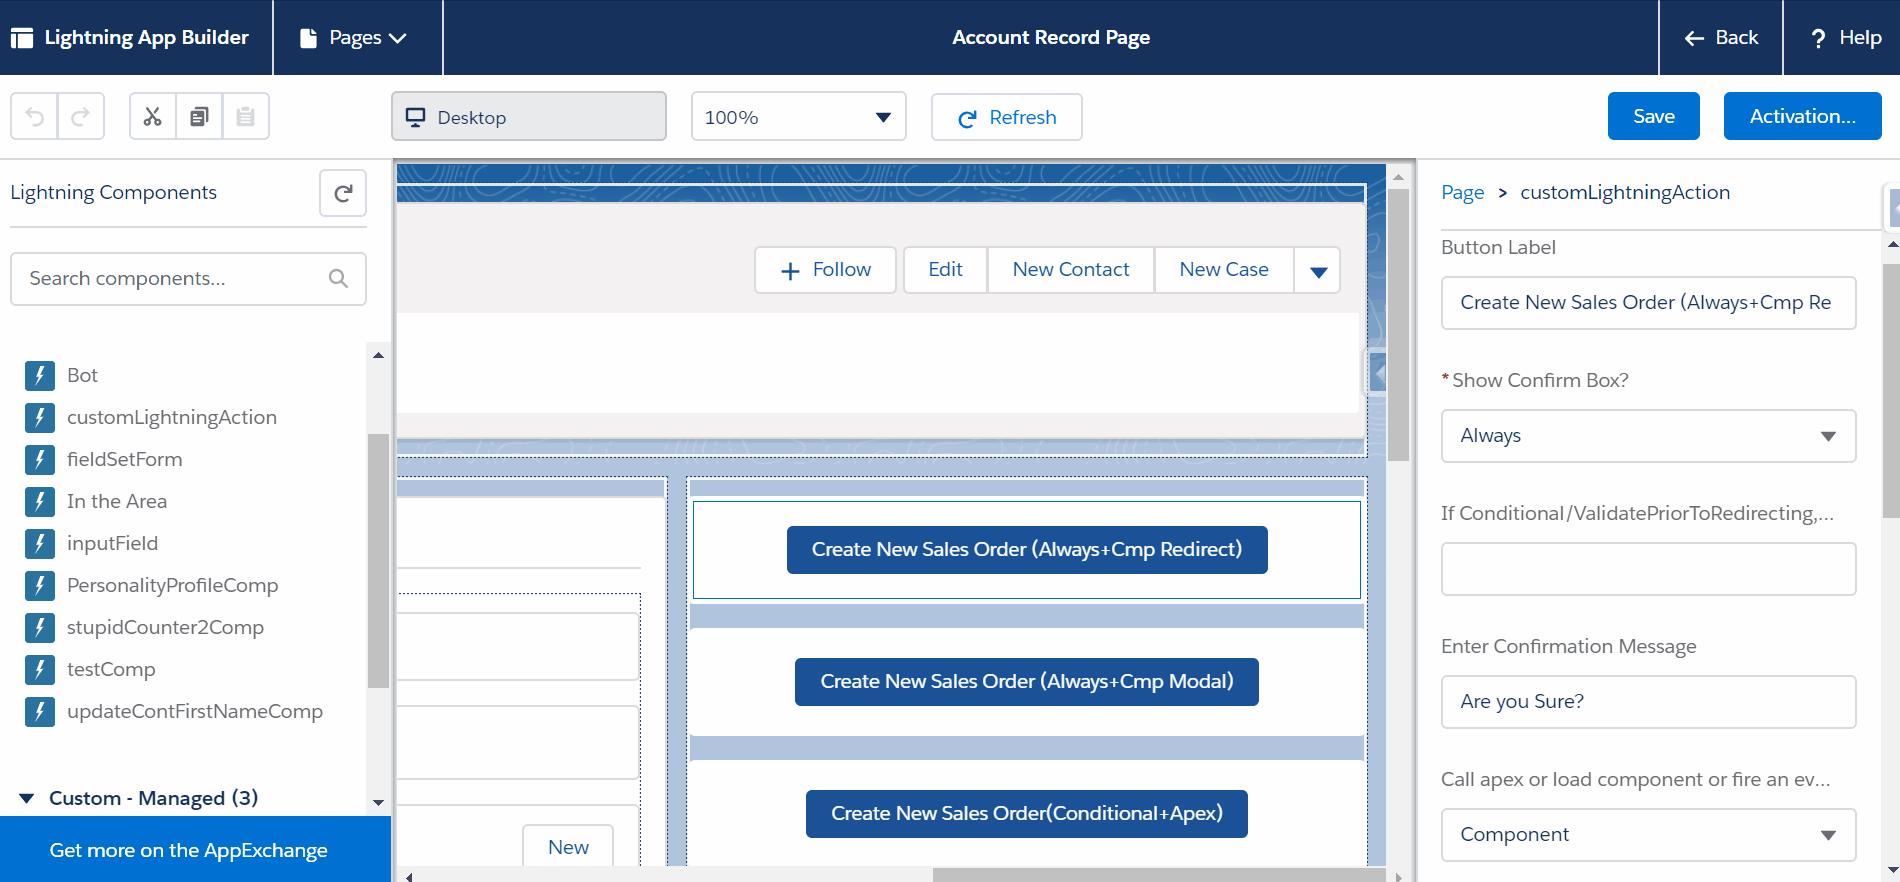 Lightning App Builder
Pages
Account Record Page
Back
? Help
Desktop
100%
Refresh
Save
Activation...
Lightning Components
Search components...
Bot
customLightningAction
fieldSetForm
In the Area
inputField
PersonalityProfileComp
stupidCounter2Comp
testComp
updateContFirstNameComp
Custom - Managed (3)
Get more on the AppExchange
+ Follow
Edit
New Contact
New Case
Create New Sales Order (Always+Cmp Redirect)
Create New Sales Order (Always+Cmp Modal)
Create New Sales Order(Conditional+Apex)
New
Page > customLightningAction
Button Label
Create New Sales Order (Always+Cmp Re
*Show Confirm Box?
Always
If Conditional/ValidatePriorToRedirecting,...
Enter Confirmation Message
Are you Sure?
Call apex or load component or fire an ev...
Component